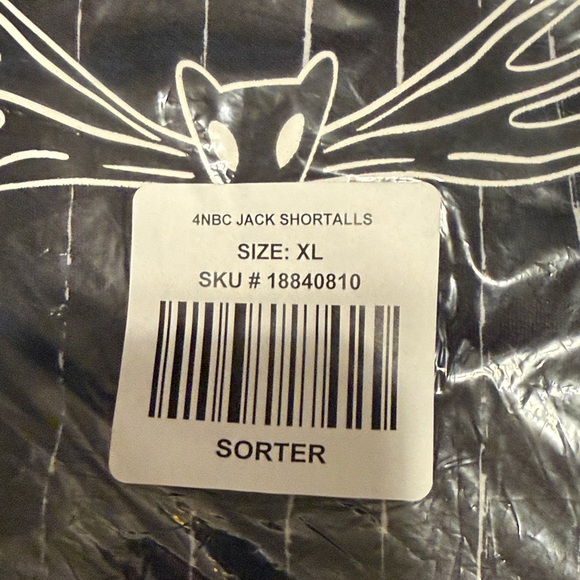 4NBC JACK SHORTALLS
SIZE: XL
SKU # 18840810
SORTER